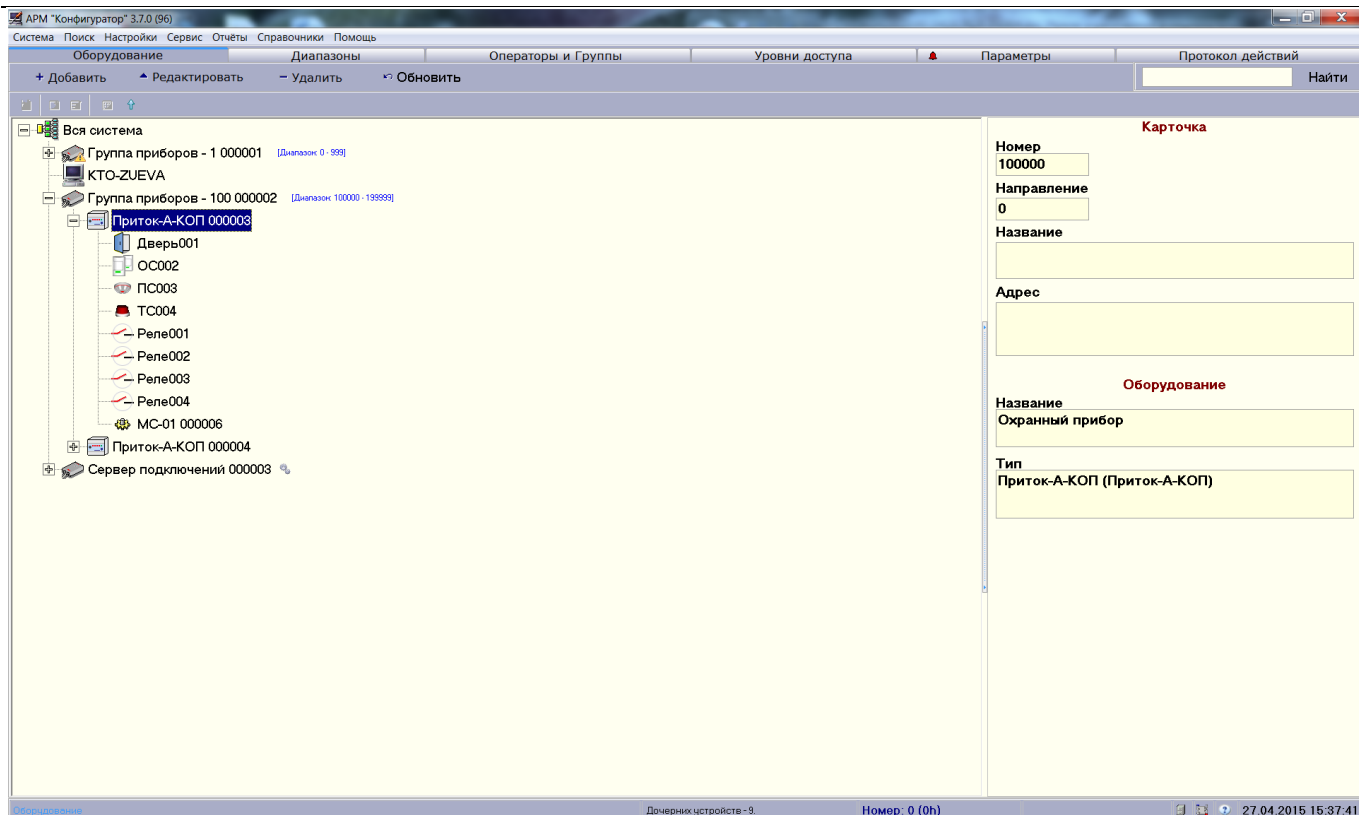 АРМ "Конфигуратор" 3.7.0 (96)
Система Поиск Настройки Сервис Отчёты Справочники Помощь
Оборудование Диапазоны Операторы и Группы Уровни доступа Параметры Протокол действий
+ Добавить Редактировать - Удалить Обновить Найти
Вся система
Группа приборов - 1 000001 [Диапазон: 0 - 999]
KTO-ZUEVA
Группа приборов - 100 000002 [Диапазон: 100000 - 199999]
Приток-А-КОП 000003
Дверь001
ОС002
ПС003
ТС004
Реле001
Реле002
Реле003
Реле004
МС-01 000006
Приток-А-КОП 000004
Сервер подключений 000003
Карточка
Номер
100000
Направление
0
Название
Адрес
Оборудование
Название
Охранный прибор
Тип
Приток-А-КОП (Приток-А-КОП)
Оборудование Дочерних устройств - 9. Номер: 0 (0h) 27.04.2015 15:37:41